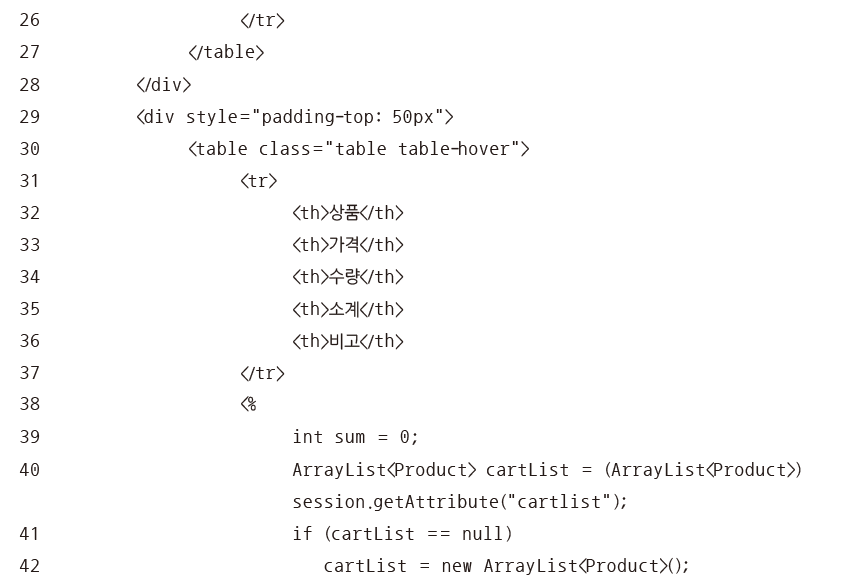 26 </tr>
27 </table>
28 </div>
29 <div style="padding-top: 50px">
30 <table class="table table-hover">
31 <tr>
32 <th>상품</th>
33 <th>가격</th>
34 <th>수량</th>
35 <th>소계</th>
36 <th>비고</th>
37 </tr>
38 <%
39 int sum = 0;
40 ArrayList<Product> cartList = (ArrayList<Product>)
session.getAttribute("cartlist");
41 if (cartList == null)
42 cartList = new ArrayList<Product>();